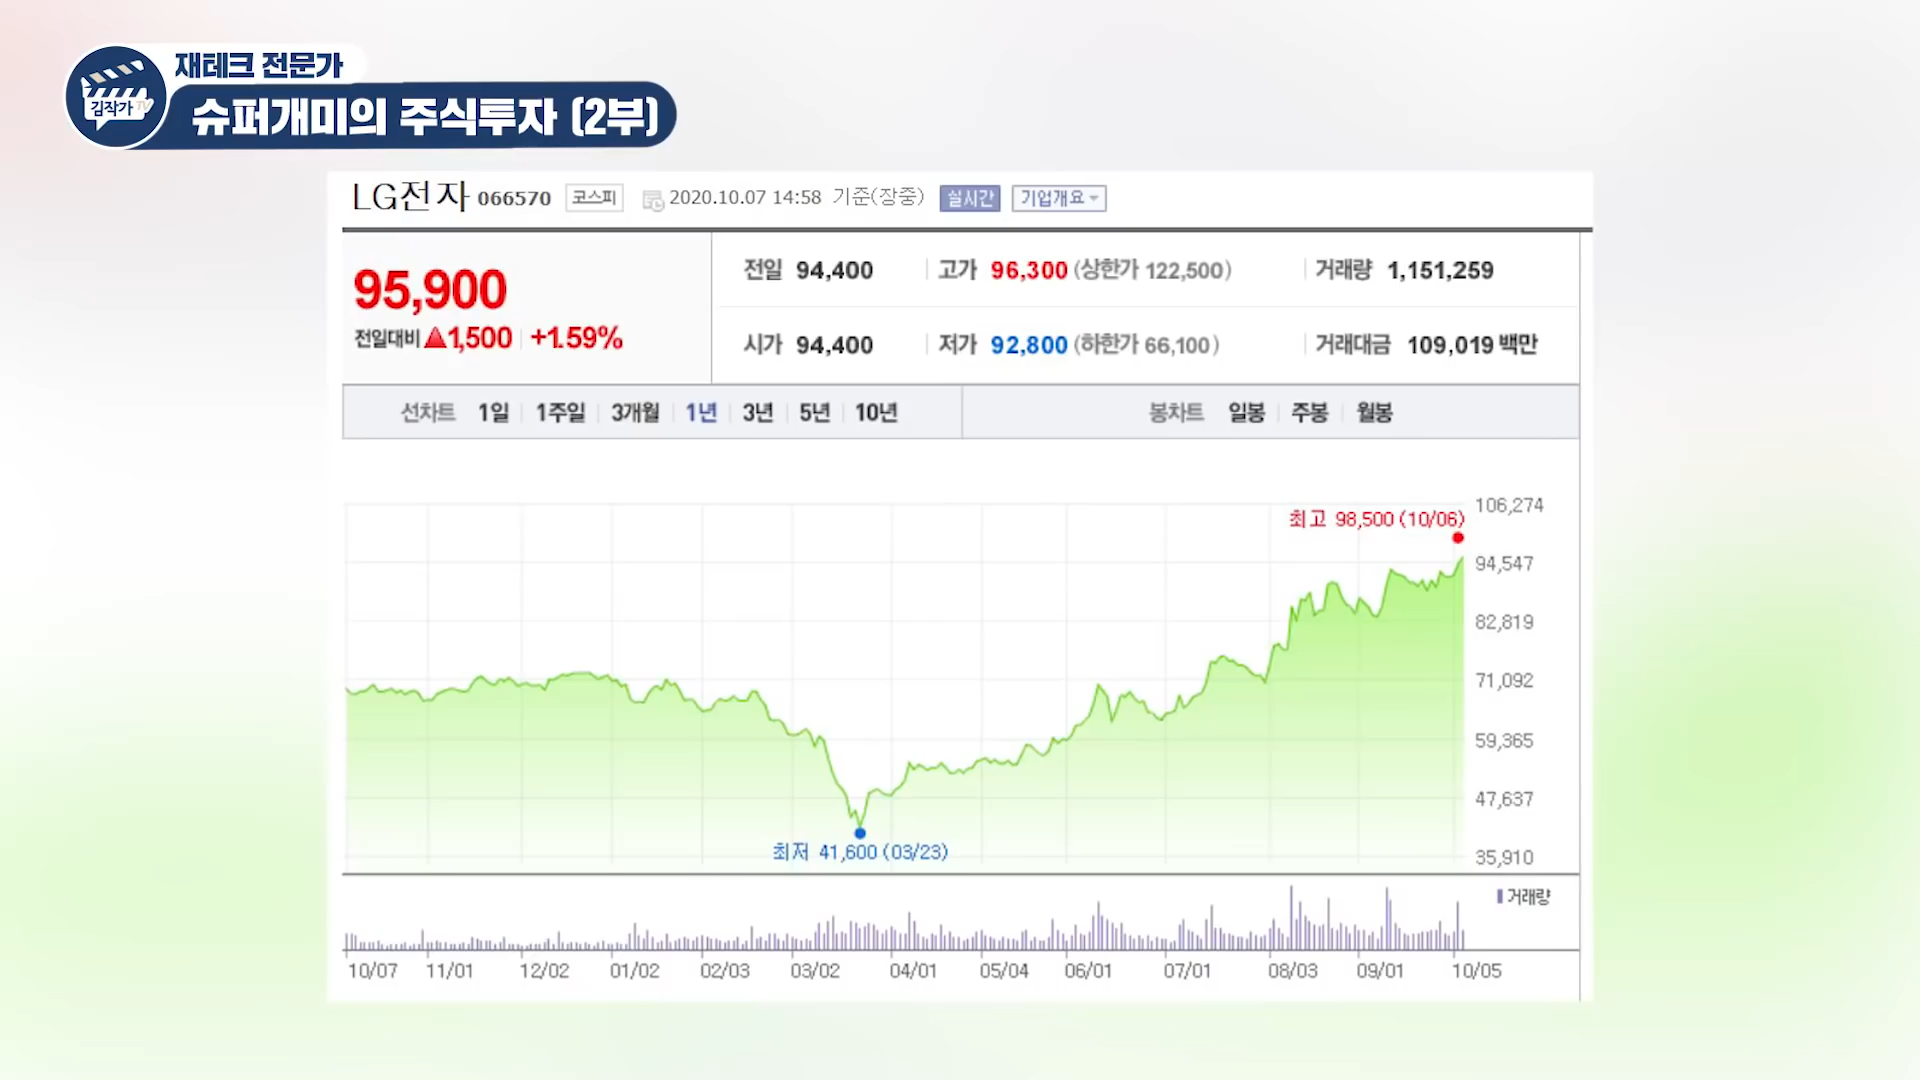 재테크 전문가
김작가 TV
슈퍼개미의 주식투자 (2부)
LG전자 066570 코스피 2020.10.07 14:58 기준(장중) 실시간 기업개요
95,900
전일대비 ▲1,500 +1.59%
전일 94,400 고가 96,300 (상한가 122,500) 거래량 1,151,259
시가 94,400 저가 92,800 (하한가 66,100) 거래대금 109,019 백만
선차트 1일 1주일 3개월 1년 3년 5년 10년 봉차트 일봉 주봉 월봉
106,274
최고 98,500 (10/06)
94,547
82,819
71,092
59,365
47,637
최저 41,600 (03/23)
35,910
거래량
10/07 11/01 12/02 01/02 02/03 03/02 04/01 05/04 06/01 07/01 08/03 09/01 10/05